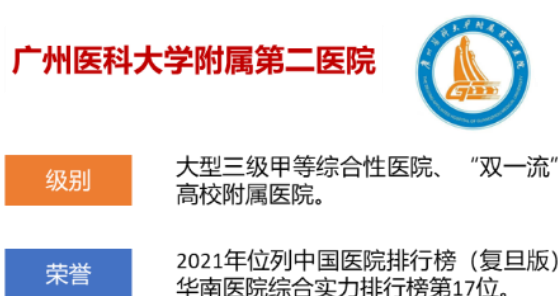 广州医科大学附属第二医院
级别
大型三级甲等综合性医院、“双一流”
高校附属医院。
荣誉
2021年位列中国医院排行榜（复旦版）
华南医院综合实力排行榜第17位。